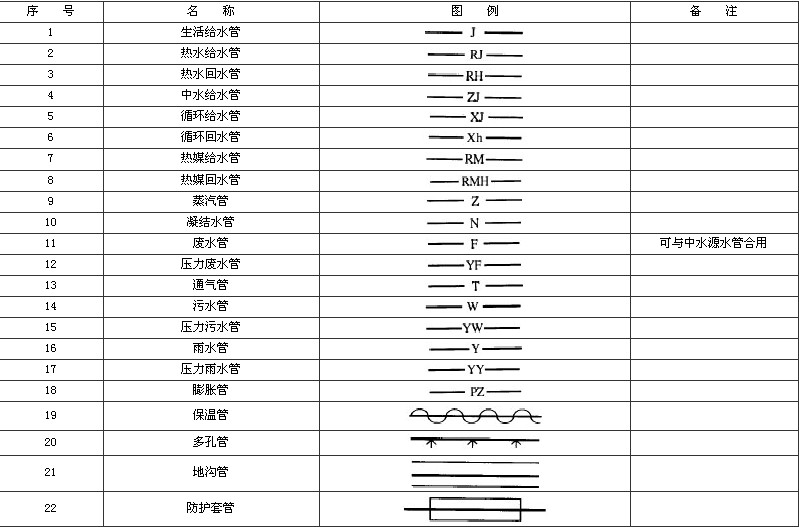 序 号 名 称 图 例 备 注
1 生活给水管 J
2 热水给水管 RJ
3 热水回水管 RH
4 中水给水管 ZJ
5 循环给水管 XJ
6 循环回水管 Xh
7 热媒给水管 RM
8 热媒回水管 RMH
9 蒸汽管 Z
10 凝结水管 N
11 废水管 F 可与中水源水管合用
12 压力废水管 YF
13 通气管 T
14 污水管 W
15 压力污水管 YW
16 雨水管 Y
17 压力雨水管 YY
18 膨胀管 PZ
19 保温管
20 多孔管
21 地沟管
22 防护套管